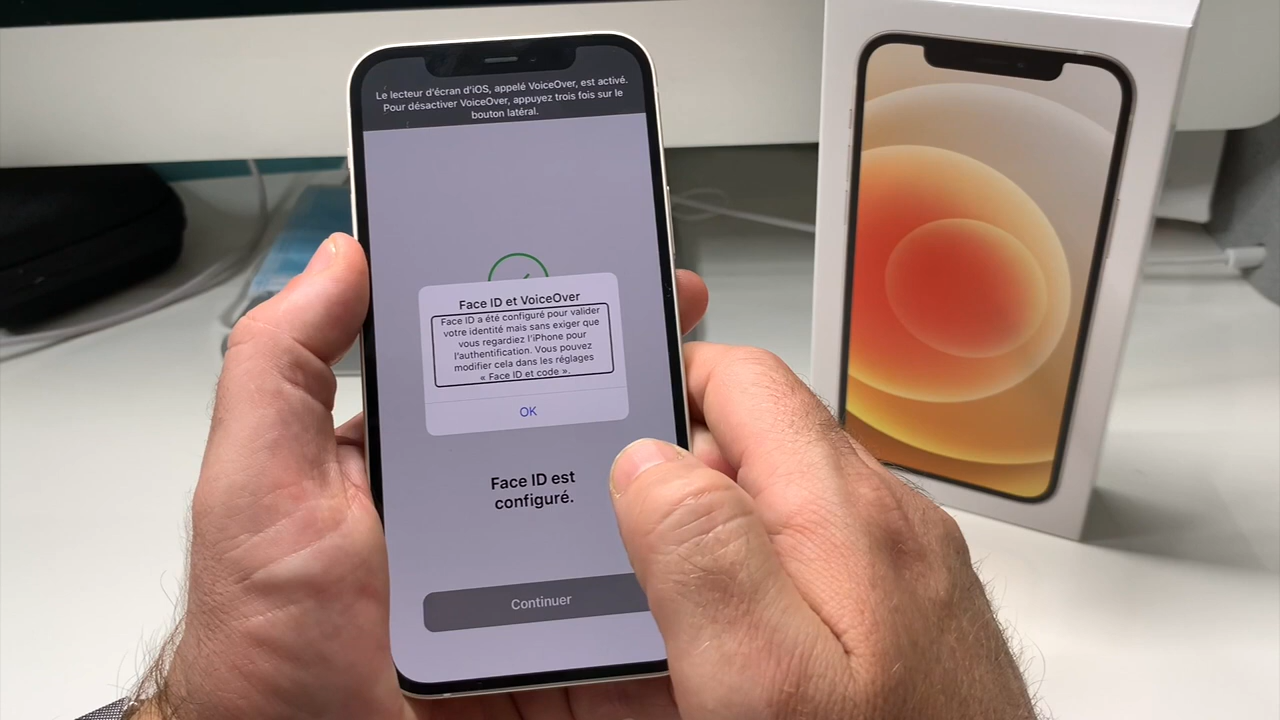 Le lecteur d'écran d'iOS, appelé VoiceOver, est activé.
Pour désactiver VoiceOver, appuyez trois fois sur le
bouton latéral.
Face ID et VoiceOver
Face ID a été configuré pour valider
votre identité mais sans exiger que
vous regardiez l'iPhone pour
l'authentification. Vous pouvez
modifier cela dans les réglages
« Face ID et code ».
OK
Face ID est
configuré.
Continuer